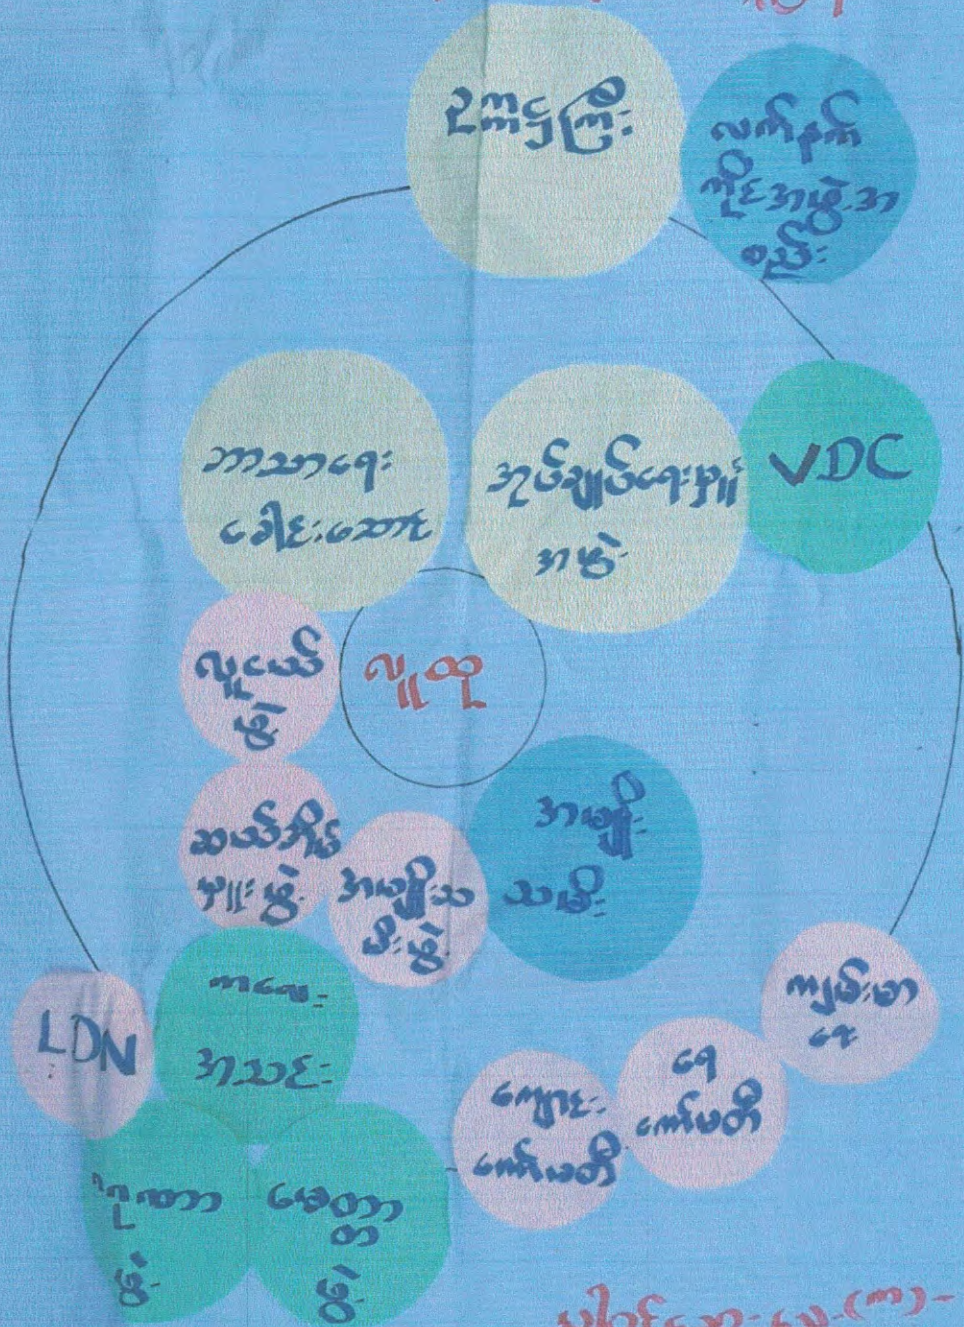 ဥက္ကဋ္ဌကြီး
လက်နက်
ကိုင်အဖွဲ့အ
စည်း
ဘာသာရေး
ခေါင်းဆောင်
အုပ်ချုပ်ရေးမှူး
အဖွဲ့
VDC
လူငယ်
ဖွဲ့
လူထု
ဆယ်အိမ်
မှူးဖွဲ့
အမျိုးသ
မီးဖွဲ့
အမျိုး
သမီး
LDN
ကလေး
အသင်း
ကျန်းမာ
ရေး
ရေ
ကော်မတီ
ကျောင်း
ကော်မတီ
ဖွဲ့
မေတ္တာ
ဖွဲ့